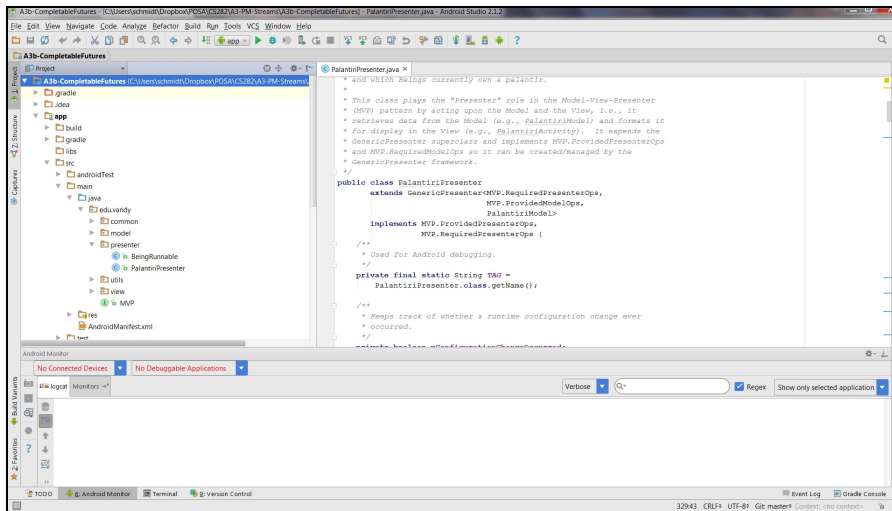 A3b-CompletableFutures - [C:\Users\schmidt\Dropbox\POSA\CS282\A3-PM-Streams\A3b-CompletableFutures] - PalantiriPresenter.java - Android Studio 2.1.2
File Edit View Navigate Code Analyze Refactor Build Run Tools VCS Window Help
app
A3b-CompletableFutures
Project
PalantiriPresenter.java
1: Project
Z: Structure
Captures
A3b-CompletableFutures (C:\Users\schmidt\Dropbox\POSA\CS282\A3-PM-Streams\
.gradle
.idea
app
build
gradle
libs
src
androidTest
main
java
edu.vandy
common
model
presenter
BeingRunnable
PalantiriPresenter
utils
view
MVP
res
AndroidManifest.xml
test
* and which Beings currently own a palantir.
*
* This class plays the "Presenter" role in the Model-View-Presenter
* (MVP) pattern by acting upon the Model and the View, i.e., it
* retrieves data from the Model (e.g., PalantiriModel) and formats it
* for display in the View (e.g., PalantiriActivity).  It expends the
* GenericPresenter superclass and implements MVP.ProvidedPresenterOps
* and MVP.RequiredModelOps so it can be created/managed by the
* GenericPresenter framework.
*/
public class PalantiriPresenter
extends GenericPresenter<MVP.RequiredPresenterOps,
MVP.ProvidedModelOps,
PalantiriModel>
implements MVP.ProvidedPresenterOps,
MVP.RequiredPresenterOps {
/**
* Used for Android debugging.
*/
private final static String TAG =
PalantiriPresenter.class.getName();
/**
* Keeps track of whether a runtime configuration change ever
* occurred.
*/
private boolean mConfigurationChangeOccurred;
Android Monitor
No Connected Devices
No Debuggable Applications
logcat
Monitors
Verbose
Regex
Show only selected application
Build Variants
2: Favorites
TODO
6: Android Monitor
Terminal
9: Version Control
Event Log
Gradle Console
329:43 CRLF UTF-8 Git: master Context: <no context>